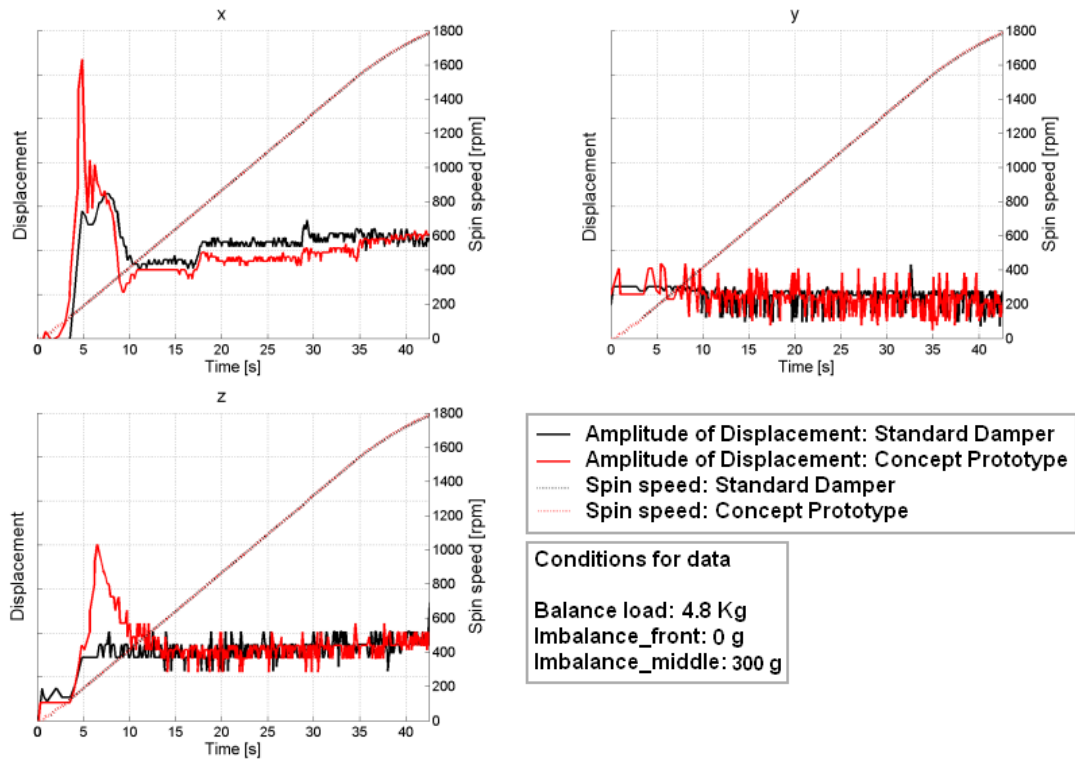 x
1800
1600
1400
1200
1000
800
600
400
200
0
Displacement
Spin speed [rpm]
0 5 10 15 20 25 30 35 40
Time [s]
y
1800
1600
1400
1200
1000
800
600
400
200
0
Displacement
Spin speed [rpm]
0 5 10 15 20 25 30 35 40
Time [s]
z
1800
1600
1400
1200
1000
800
600
400
200
0
Displacement
Spin speed [rpm]
0 5 10 15 20 25 30 35 40
Time [s]
Amplitude of Displacement: Standard Damper
Amplitude of Displacement: Concept Prototype
Spin speed: Standard Damper
Spin speed: Concept Prototype
Conditions for data
Balance load: 4.8 Kg
Imbalance_front: 0 g
Imbalance_middle: 300 g